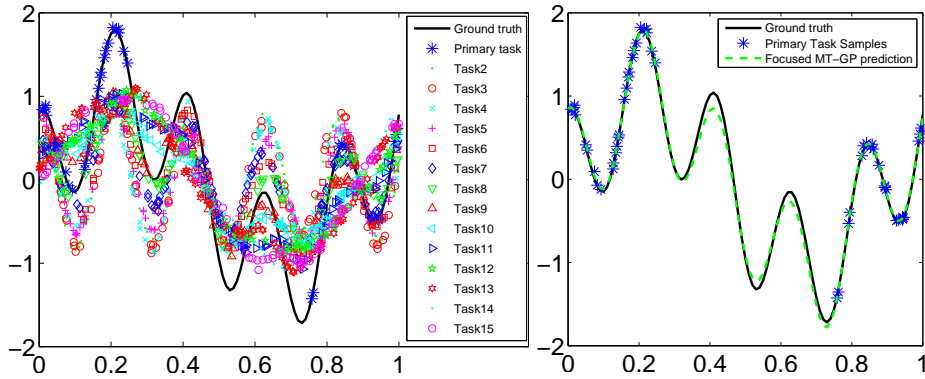 2
1
0
−1
−2
0
0.2
0.4
0.6
0.8
1
Ground truth
Primary task
Task2
Task3
Task4
Task5
Task6
Task7
Task8
Task9
Task10
Task11
Task12
Task13
Task14
Task15
2
1
0
−1
−2
0
0.2
0.4
0.6
0.8
1
Ground truth
Primary Task Samples
Focused MT−GP prediction